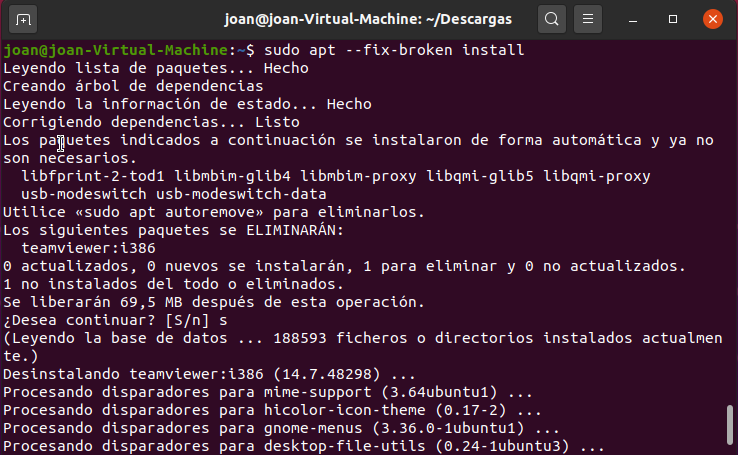 joan@joan-Virtual-Machine: ~/Descargas
joan@joan-Virtual-Machine:~$ sudo apt --fix-broken install
Leyendo lista de paquetes... Hecho
Creando árbol de dependencias
Leyendo la información de estado... Hecho
Corrigiendo dependencias... Listo
Los paquetes indicados a continuación se instalaron de forma automática y ya no
son necesarios.
  libfprint-2-tod1 libmbim-glib4 libmbim-proxy libqmi-glib5 libqmi-proxy
  usb-modeswitch usb-modeswitch-data
Utilice «sudo apt autoremove» para eliminarlos.
Los siguientes paquetes se ELIMINARÁN:
  teamviewer:i386
0 actualizados, 0 nuevos se instalarán, 1 para eliminar y 0 no actualizados.
1 no instalados del todo o eliminados.
Se liberarán 69,5 MB después de esta operación.
¿Desea continuar? [S/n] s
(Leyendo la base de datos ... 188593 ficheros o directorios instalados actualmen
te.)
Desinstalando teamviewer:i386 (14.7.48298) ...
Procesando disparadores para mime-support (3.64ubuntu1) ...
Procesando disparadores para hicolor-icon-theme (0.17-2) ...
Procesando disparadores para gnome-menus (3.36.0-1ubuntu1) ...
Procesando disparadores para desktop-file-utils (0.24-1ubuntu3) ...